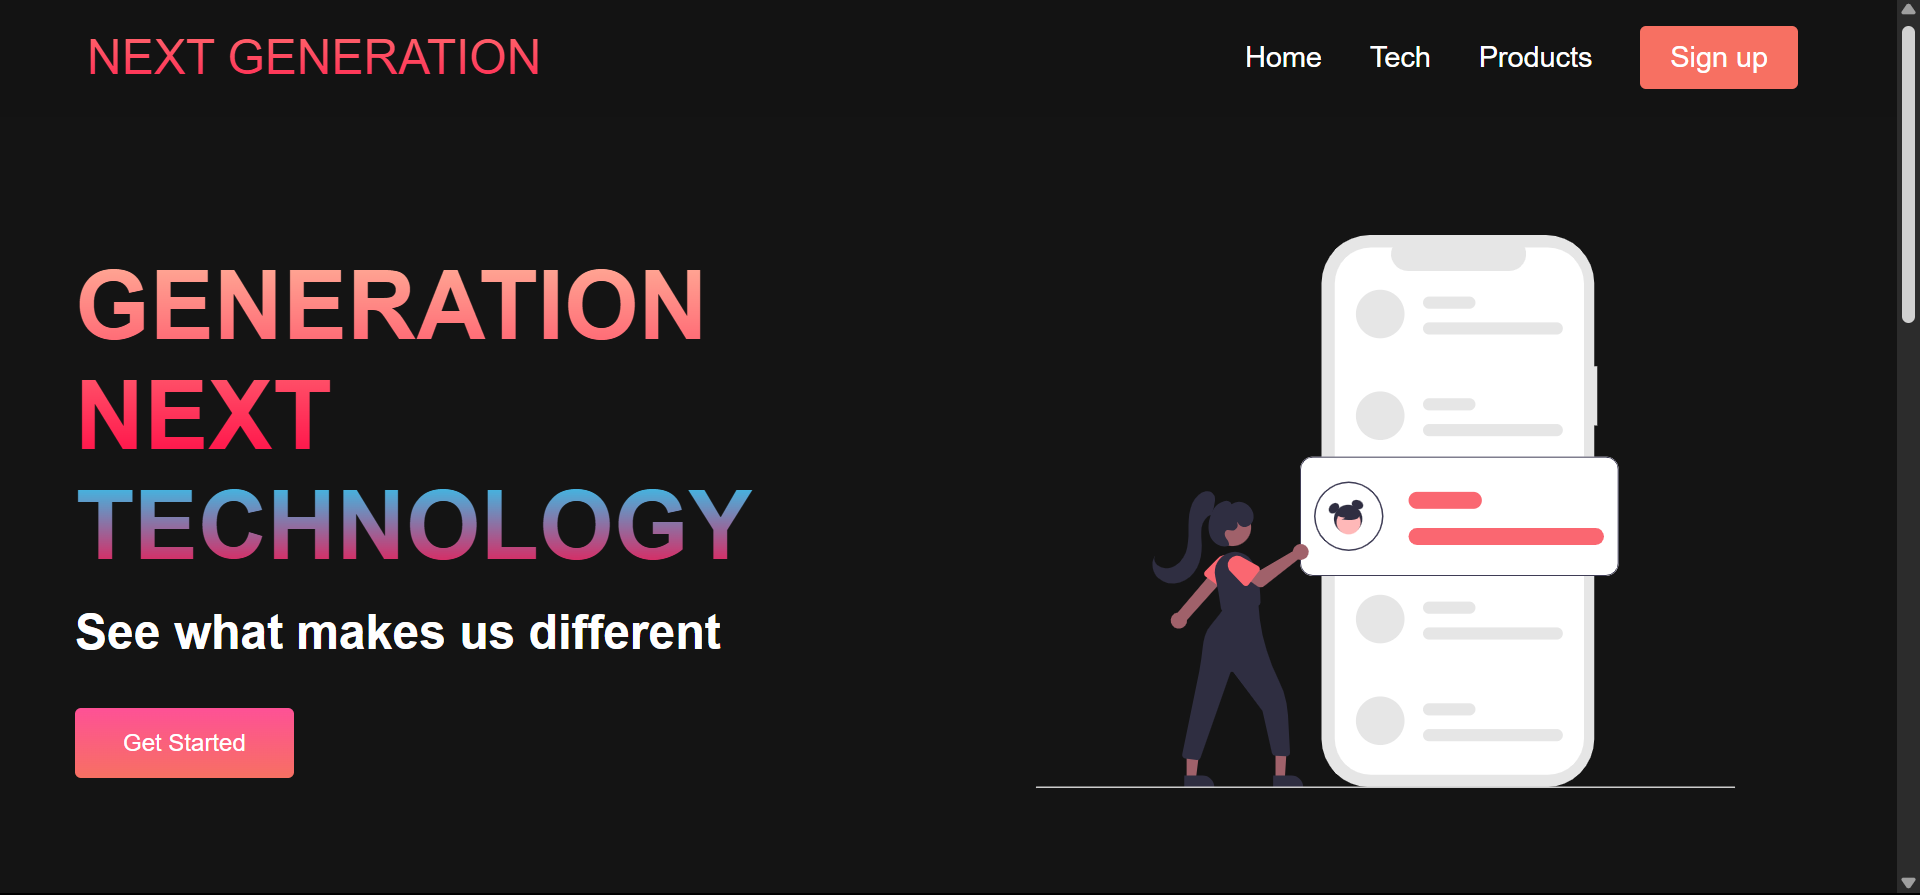 NEXT GENERATION
Home
Tech
Products
Sign up
GENERATION
NEXT
TECHNOLOGY
See what makes us different
Get Started